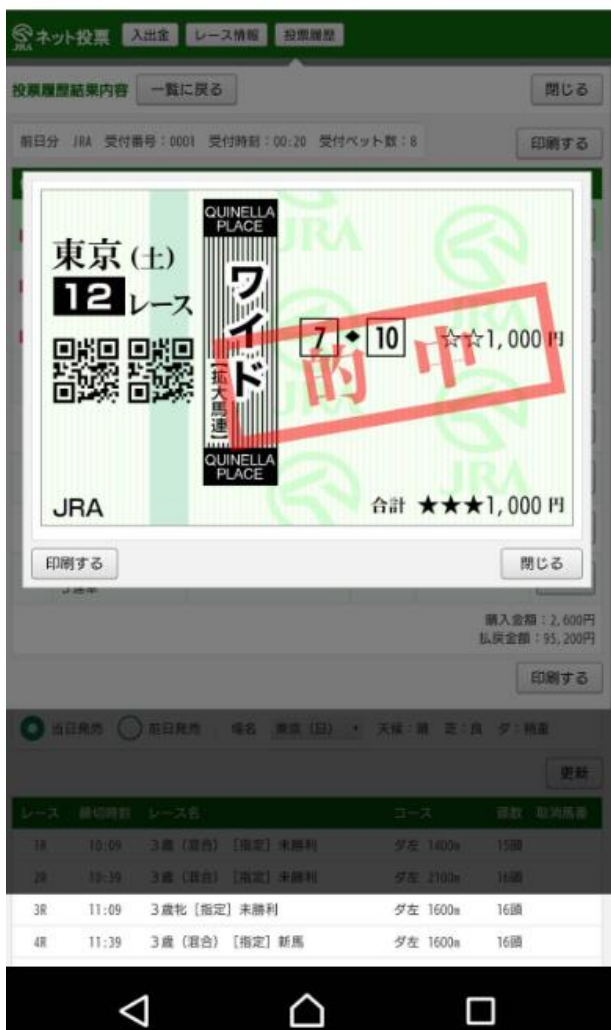 JRA
ネット投票 入出金 レース情報 投票履歴
投票履歴結果内容 一覧に戻る 閉じる
前日分 JRA 受付番号:0001 受付時刻:00:20 受付ベット数:8 印刷する
東京(土)
12レース
QUINELLA
PLACE
ワイド
【拡大馬連】
QUINELLA
PLACE
7◆10 ☆☆1,000円
的中
JRA
合計 ★★★1,000円
印刷する 閉じる
購入金額:2,600円
払戻金額:95,200円
印刷する
当日発売 前日発売 場名 東京(日) 天候:晴 芝:良 ダ:稍重
更新
レース 締切時刻 レース名 コース 頭数 取消馬番
1R 10:09 3歳(混合)[指定]未勝利 ダ左 1400m 15頭
2R 10:39 3歳(混合)[指定]未勝利 ダ左 2100m 16頭
3R 11:09 3歳牝[指定]未勝利 ダ左 1600m 16頭
4R 11:39 3歳(混合)[指定]新馬 ダ左 1600m 16頭